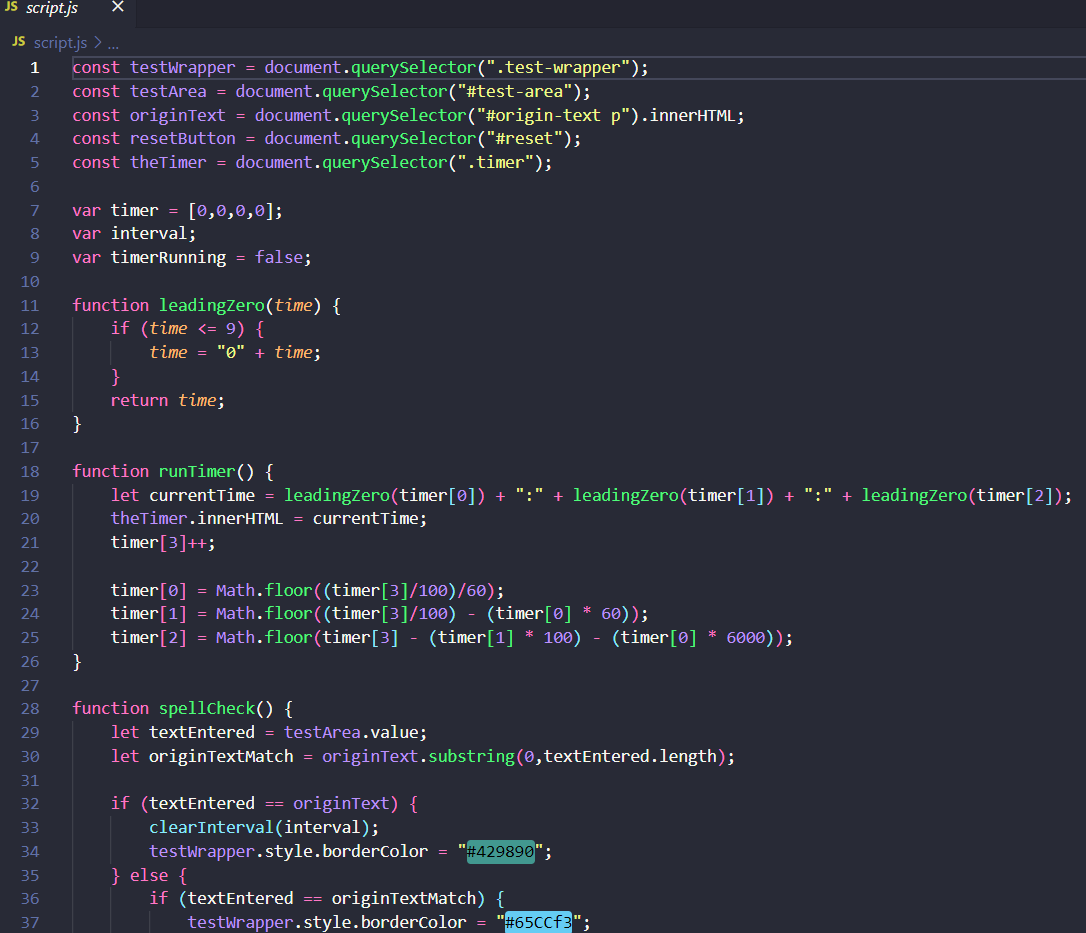 JS script.js ×
JS script.js > ...
1 const testWrapper = document.querySelector(".test-wrapper");
2 const testArea = document.querySelector("#test-area");
3 const originText = document.querySelector("#origin-text p").innerHTML;
4 const resetButton = document.querySelector("#reset");
5 const theTimer = document.querySelector(".timer");
6
7 var timer = [0,0,0,0];
8 var interval;
9 var timerRunning = false;
10
11 function leadingZero(time) {
12     if (time <= 9) {
13         time = "0" + time;
14     }
15     return time;
16 }
17
18 function runTimer() {
19     let currentTime = leadingZero(timer[0]) + ":" + leadingZero(timer[1]) + ":" + leadingZero(timer[2]);
20     theTimer.innerHTML = currentTime;
21     timer[3]++;
22
23     timer[0] = Math.floor((timer[3]/100)/60);
24     timer[1] = Math.floor((timer[3]/100) - (timer[0] * 60));
25     timer[2] = Math.floor(timer[3] - (timer[1] * 100) - (timer[0] * 6000));
26 }
27
28 function spellCheck() {
29     let textEntered = testArea.value;
30     let originTextMatch = originText.substring(0,textEntered.length);
31
32     if (textEntered == originText) {
33         clearInterval(interval);
34         testWrapper.style.borderColor = "#429890";
35     } else {
36         if (textEntered == originTextMatch) {
37             testWrapper.style.borderColor = "#65CCf3";